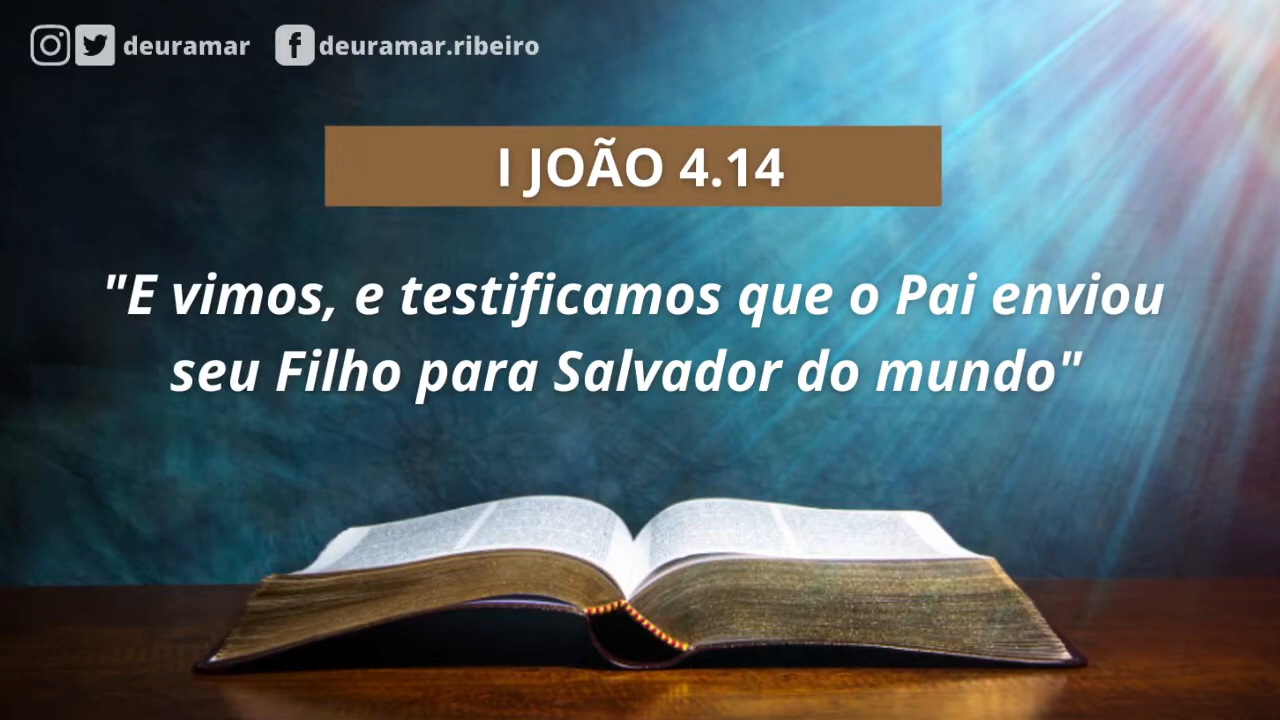 deuramar deuramar.ribeiro
I JOÃO 4.14
"E vimos, e testificamos que o Pai enviou
seu Filho para Salvador do mundo"